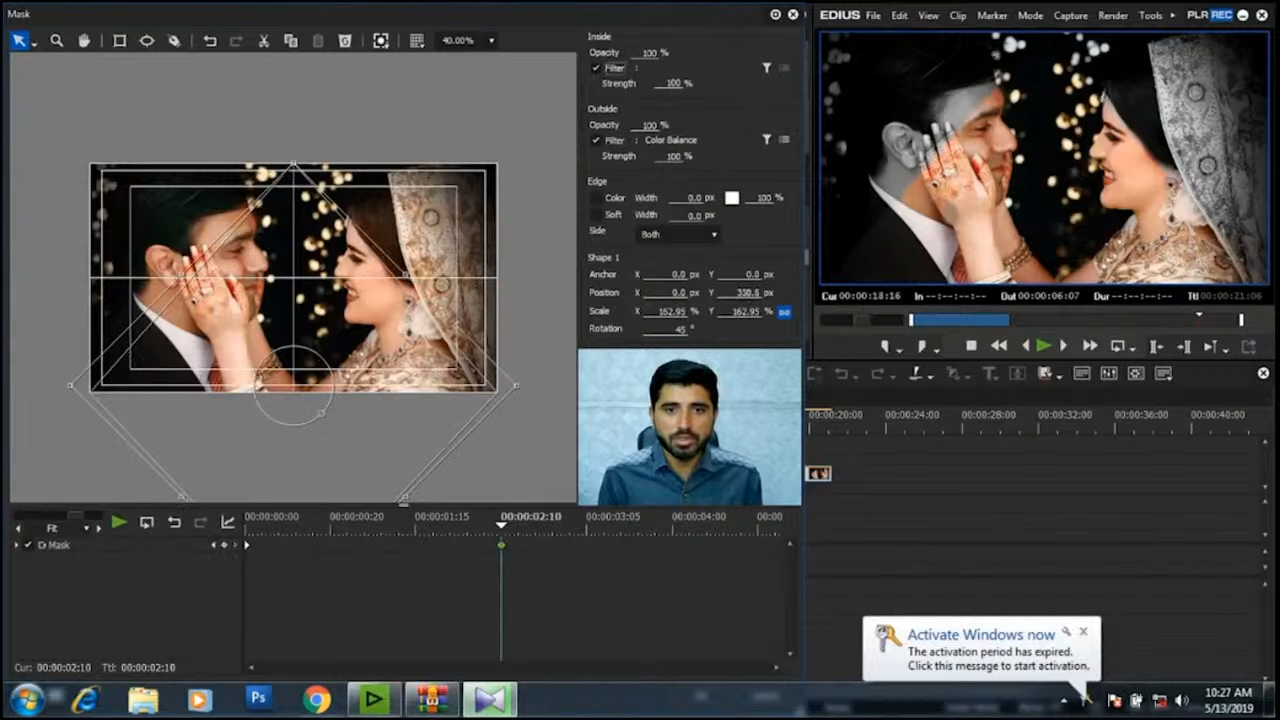 Mask
40.00%
Inside
Opacity 100 %
Filter :
Strength 100 %
Outside
Opacity 100 %
Filter : Color Balance
Strength 100 %
Edge
Color Width 0.0 px 100 %
Soft Width 0.0 px
Side Both
Shape 1
Anchor X 0.0 px Y 0.0 px
Position X 0.0 px Y 338.6 px
Scale X 162.95 % Y 162.95 %
Rotation 45 °
Fit
00:00:00:00 00:00:00:20 00:00:01:15 00:00:02:10 00:00:03:05 00:00:04:00 00:00
Mask
Cur: 00:00:02:10 Ttl: 00:00:02:10
EDIUS File Edit View Clip Marker Mode Capture Render Tools PLR REC
Cur 00:00:18:16 In --:--:--:-- Out 00:00:06:07 Dur --:--:--:-- Ttl 00:00:21:06
00:00:20:00 00:00:24:00 00:00:28:00 00:00:32:00 00:00:36:00 00:00:40:00
Activate Windows now
The activation period has expired.
Click this message to start activation.
Ps
10:27 AM
5/13/2019